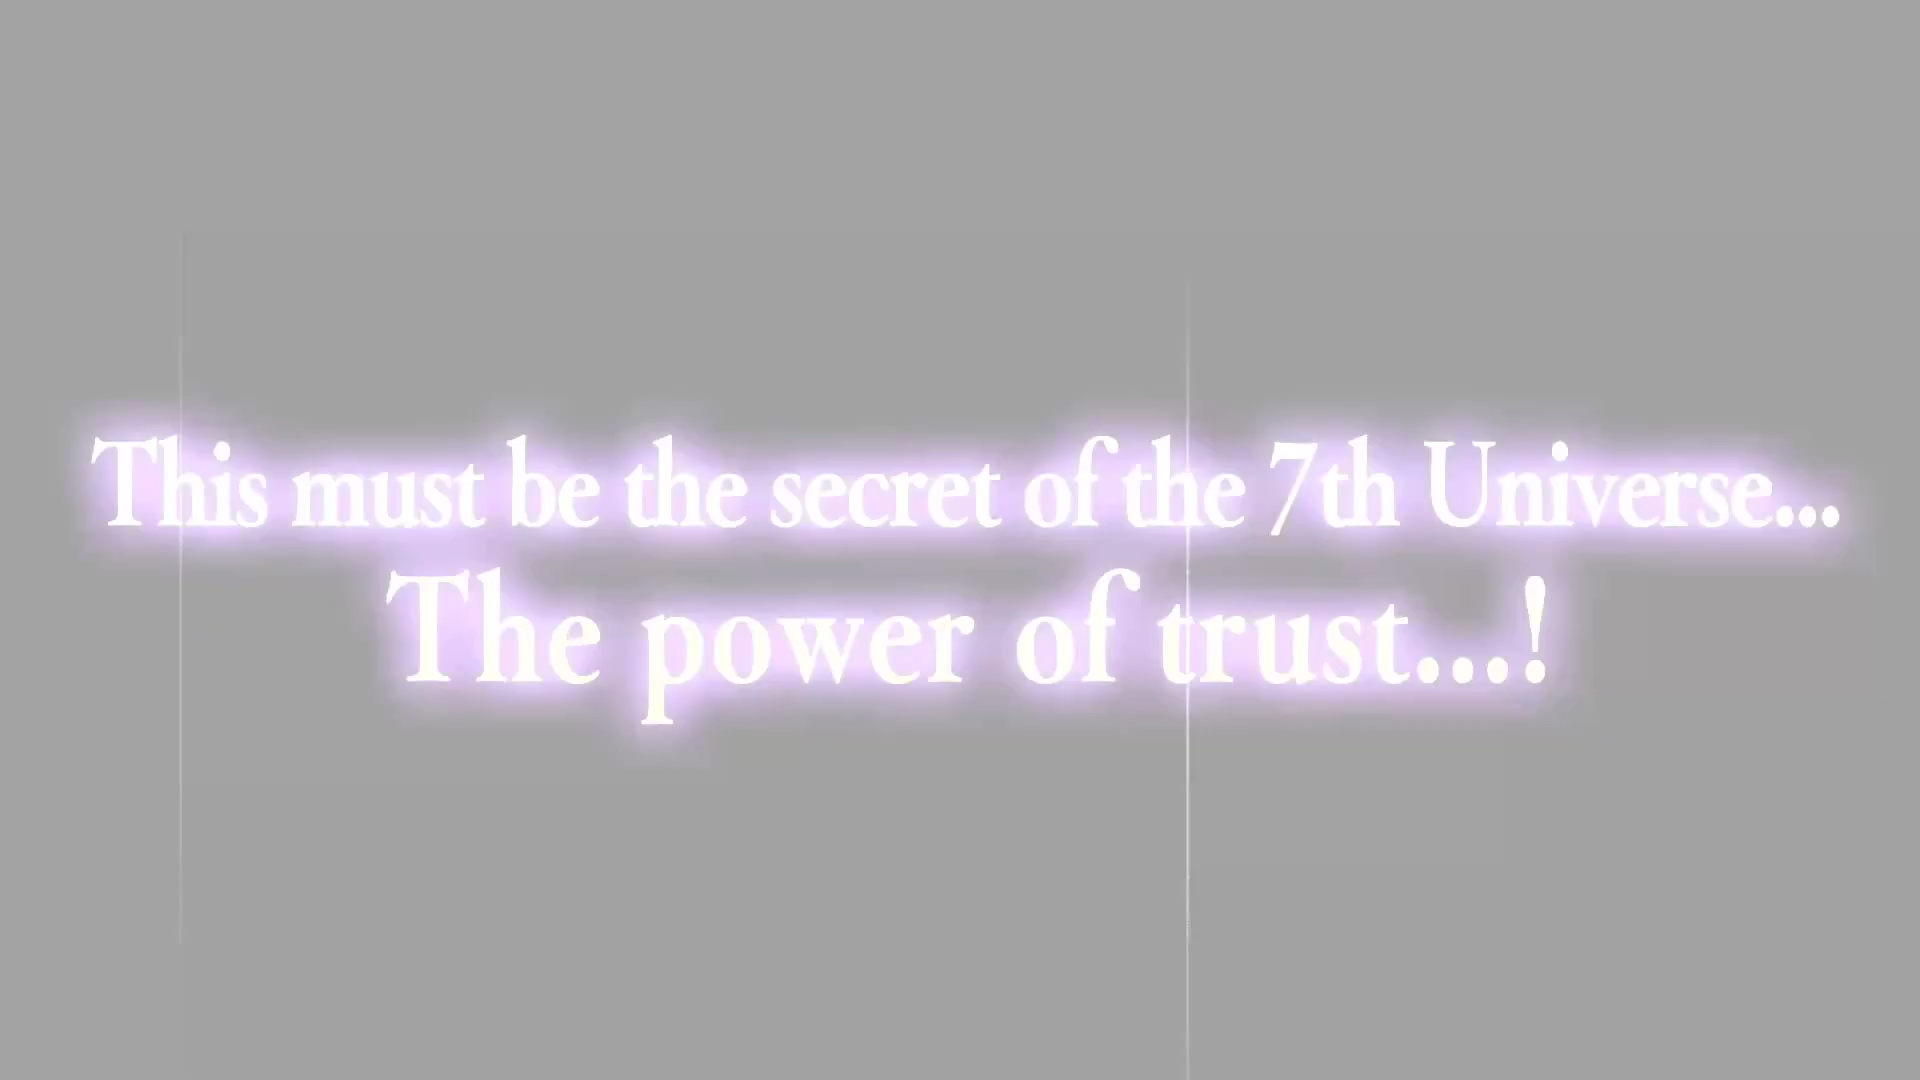 This must be the secret of the 7th Universe...
The power of trust...!